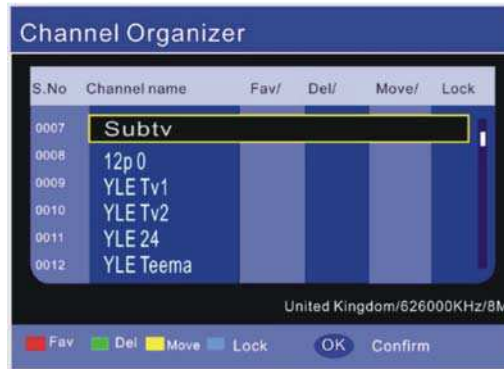 Channel Organizer
S.No Channel name Fav/ Del/ Move/ Lock
0007 Subtv
0008 12p 0
0009 YLE Tv1
0010 YLE Tv2
0011 YLE 24
0012 YLE Teema
United Kingdom/626000KHz/8M
Fav Del Move Lock OK Confirm